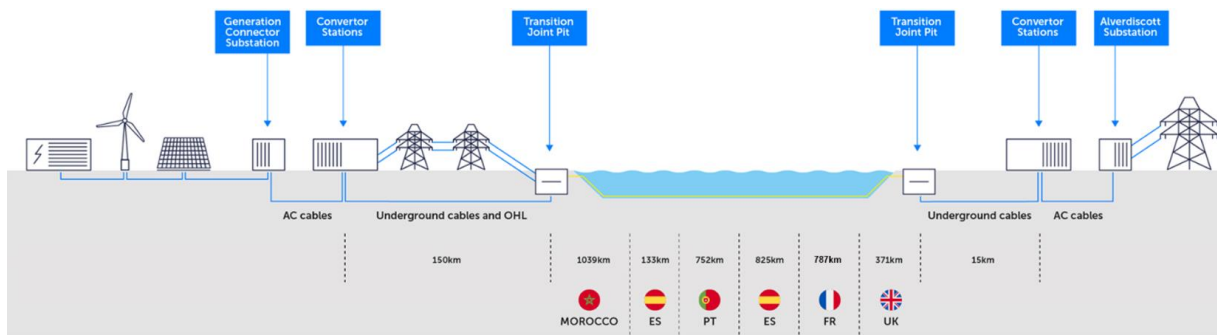 Generation
Connector
Substation
Convertor
Stations
Transition
Joint Pit
Transition
Joint Pit
Convertor
Stations
Alverdiscott
Substation
AC cables
Underground cables and OHL
Underground cables
AC cables
150km
1039km
133km
752km
825km
787km
371km
15km
MOROCCO
ES
PT
ES
FR
UK